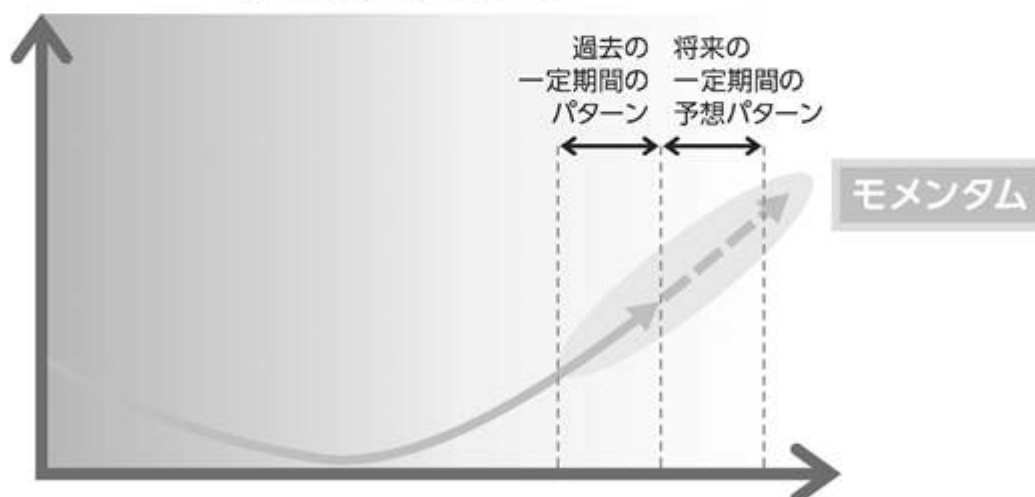 過去の
一定期間の
パターン
将来の
一定期間の
予想パターン
モメンタム